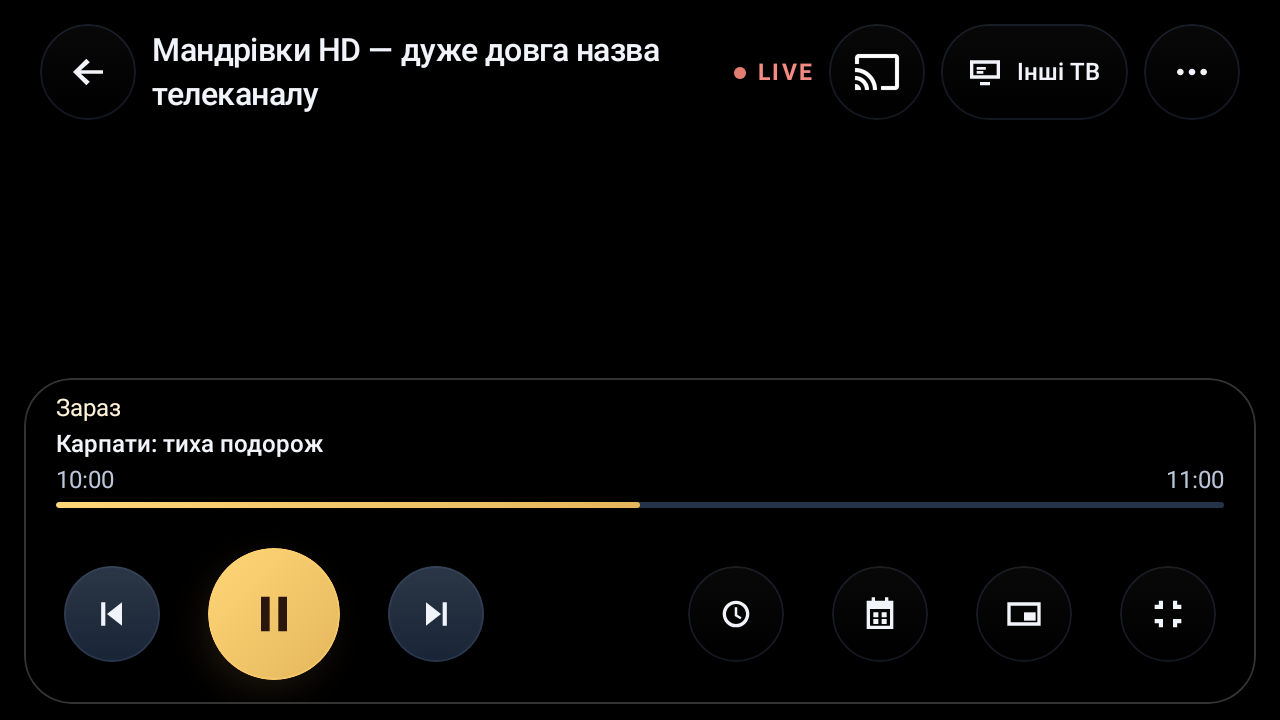 Мандрівки HD — дуже довга назва
телеканалу
LIVE
Інші ТВ
Зараз
Карпати: тиха подорож
10:00
11:00